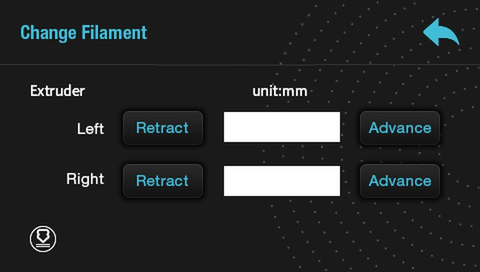 Change Filament
Extruder unit:mm
Left Retract Advance
Right Retract Advance